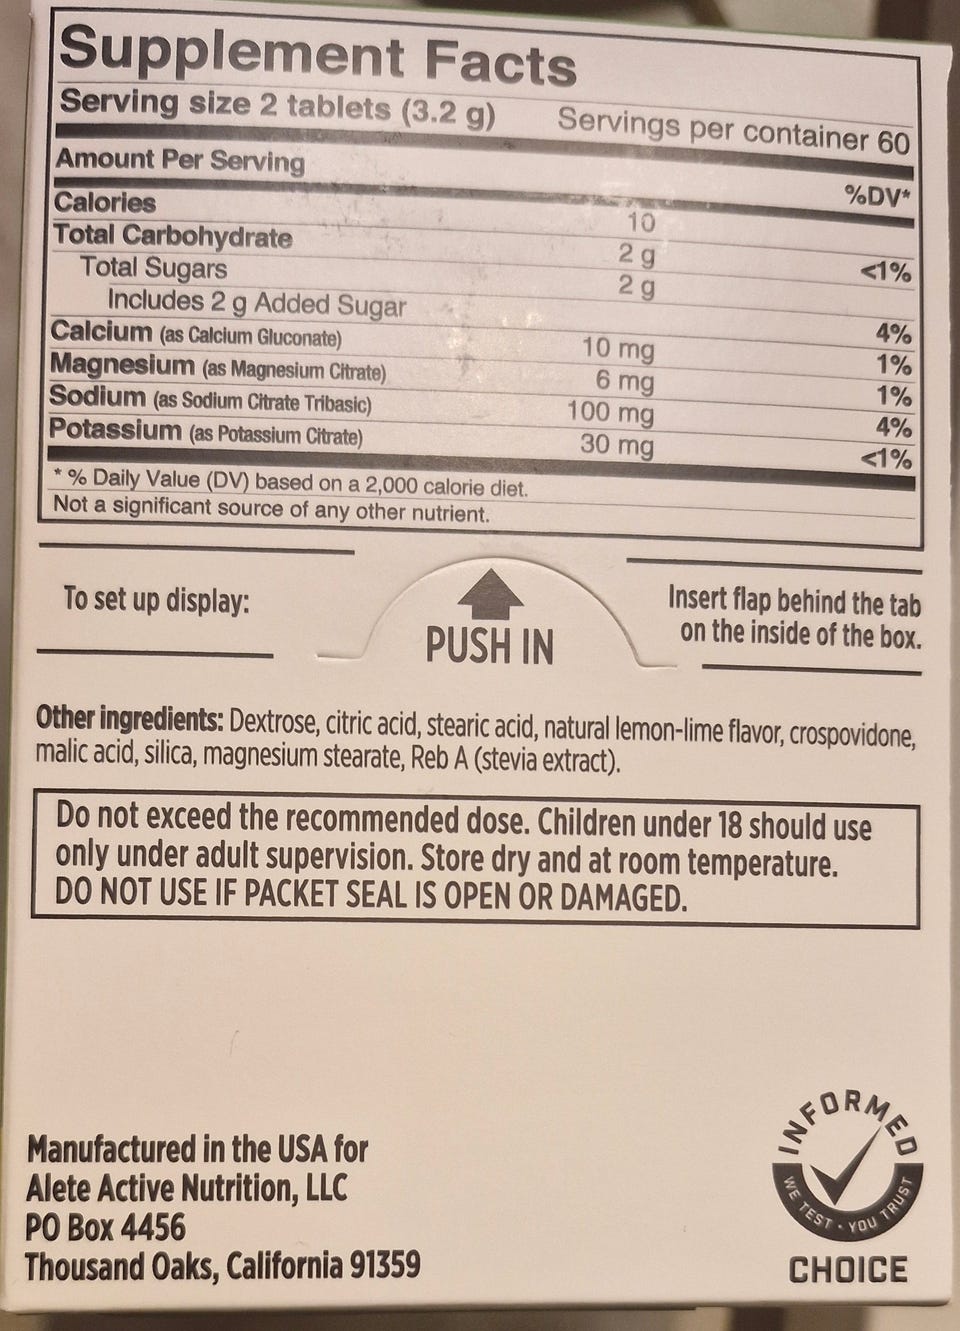 Supplement Facts
Serving size 2 tablets (3.2 g) Servings per container 60
Amount Per Serving %DV*
Calories 10
Total Carbohydrate 2 g <1%
Total Sugars 2 g
Includes 2 g Added Sugar 4%
Calcium (as Calcium Gluconate) 10 mg 1%
Magnesium (as Magnesium Citrate) 6 mg 1%
Sodium (as Sodium Citrate Tribasic) 100 mg 4%
Potassium (as Potassium Citrate) 30 mg <1%
* % Daily Value (DV) based on a 2,000 calorie diet.
Not a significant source of any other nutrient.
To set up display:
PUSH IN
Insert flap behind the tab
on the inside of the box.
Other ingredients: Dextrose, citric acid, stearic acid, natural lemon-lime flavor, crospovidone,
malic acid, silica, magnesium stearate, Reb A (stevia extract).
Do not exceed the recommended dose. Children under 18 should use
only under adult supervision. Store dry and at room temperature.
DO NOT USE IF PACKET SEAL IS OPEN OR DAMAGED.
Manufactured in the USA for
Alete Active Nutrition, LLC
PO Box 4456
Thousand Oaks, California 91359
INFORMED
WE TEST • YOU TRUST
CHOICE